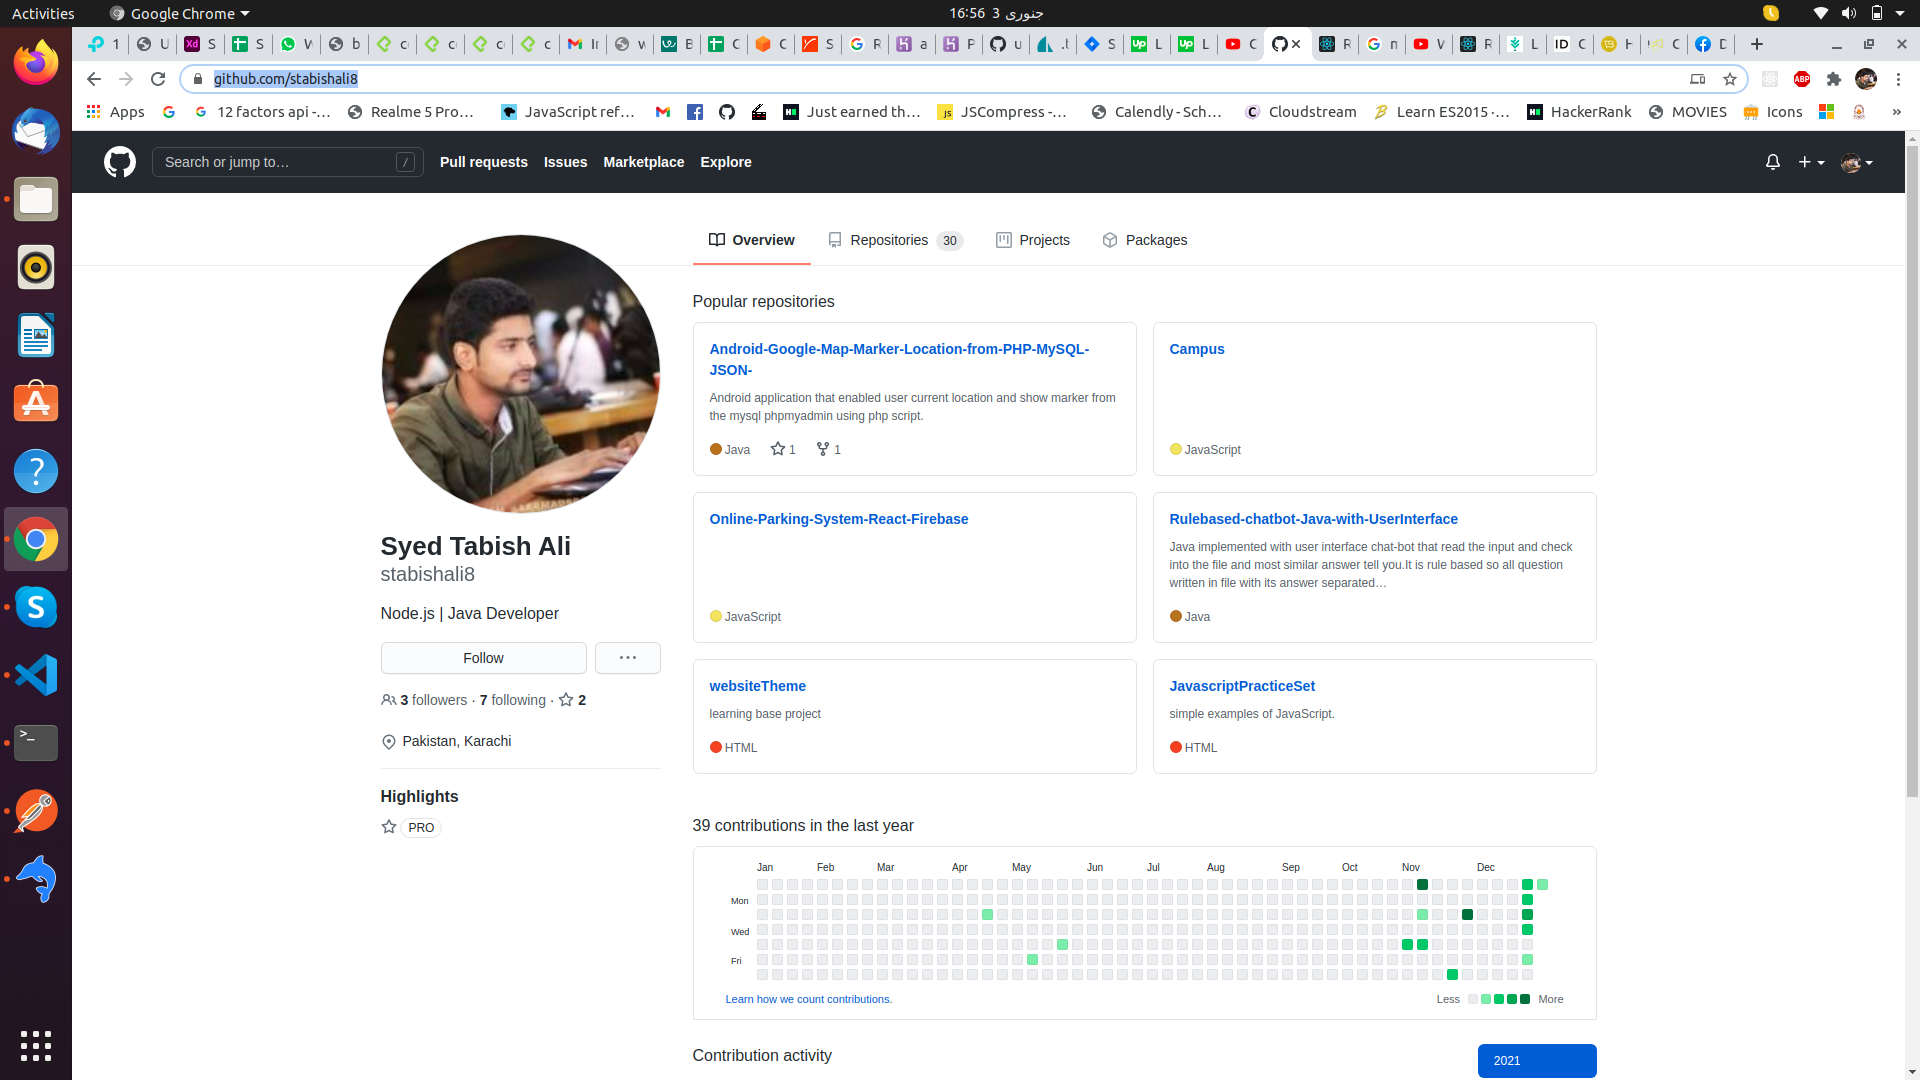 Activities
Google Chrome
16:56 3 جنوری
1
U
S
S
W
b
c
c
c
c
I
w
B
C
C
S
R
a
P
u
.t
S
L
L
C
R
n
V
R
L
C
H
C
D
github.com/stabishali8
ABP
Apps
12 factors api -…
Realme 5 Pro…
JavaScript ref…
Just earned th…
JSCompress -…
Calendly - Sch…
Cloudstream
Learn ES2015 ·…
HackerRank
MOVIES
Icons
»
Search or jump to…
/
Pull requests
Issues
Marketplace
Explore
Overview
Repositories 30
Projects
Packages
Popular repositories
Android-Google-Map-Marker-Location-from-PHP-MySQL-
JSON-
Android application that enabled user current location and show marker from
the mysql phpmyadmin using php script.
Java
1
1
Campus
JavaScript
Online-Parking-System-React-Firebase
JavaScript
Rulebased-chatbot-Java-with-UserInterface
Java implemented with user interface chat-bot that read the input and check
into the file and most similar answer tell you.It is rule based so all question
written in file with its answer separated…
Java
websiteTheme
learning base project
HTML
JavascriptPracticeSet
simple examples of JavaScript.
HTML
Syed Tabish Ali
stabishali8
Node.js | Java Developer
Follow
3 followers · 7 following · 2
Pakistan, Karachi
Highlights
PRO
39 contributions in the last year
Jan Feb Mar Apr May Jun Jul Aug Sep Oct Nov Dec
Mon
Wed
Fri
Learn how we count contributions.
Less
More
Contribution activity
2021